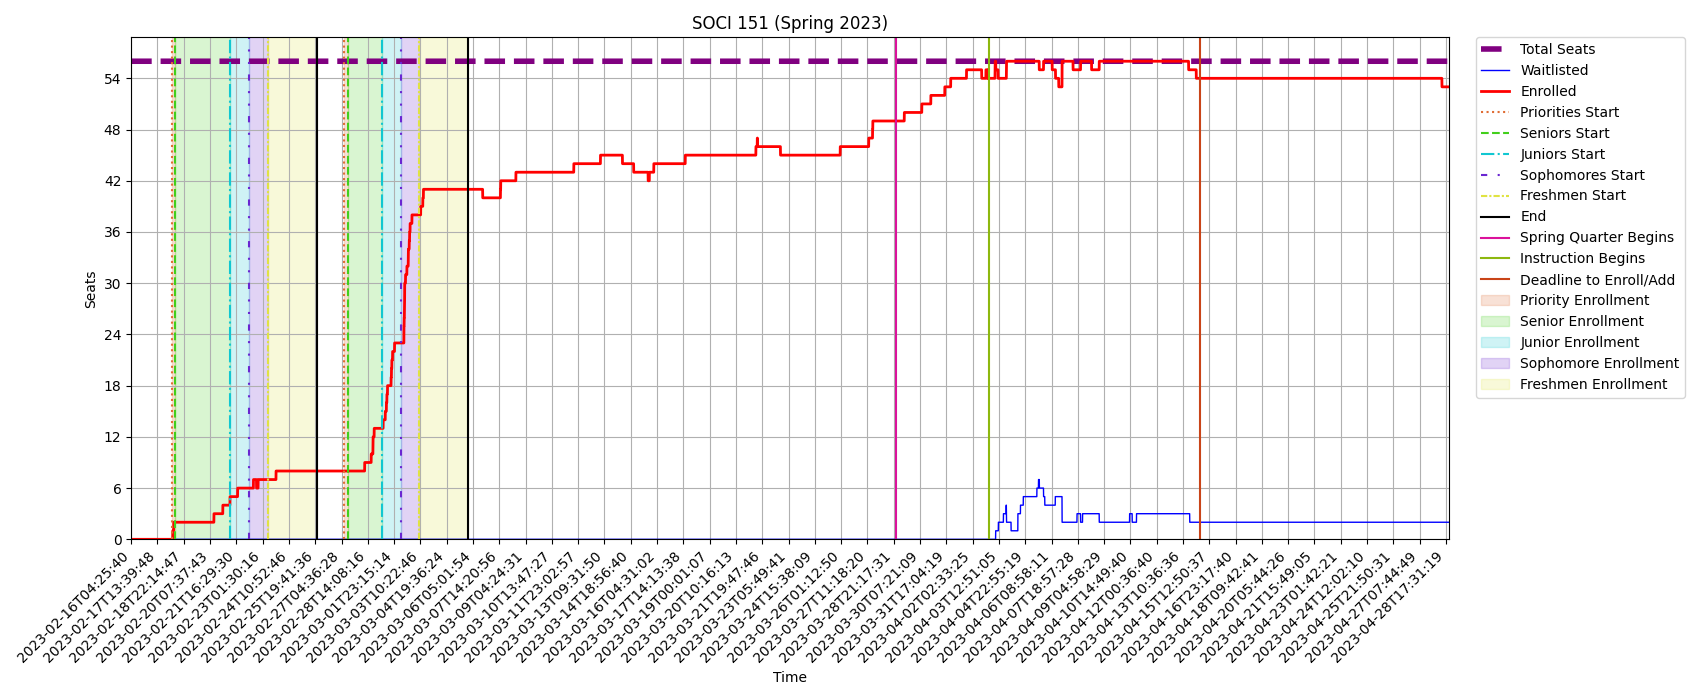 SOCI 151 (Spring 2023)
Seats
54
48
42
36
30
24
18
12
6
0
2023-02-16T04:25:40
2023-02-17T13:39:48
2023-02-18T22:14:47
2023-02-20T07:37:43
2023-02-21T16:29:30
2023-02-23T01:30:16
2023-02-24T10:52:46
2023-02-25T19:41:36
2023-02-27T04:36:28
2023-02-28T14:08:16
2023-03-01T23:15:14
2023-03-03T10:22:46
2023-03-04T19:36:24
2023-03-06T05:01:54
2023-03-07T14:20:56
2023-03-09T04:24:31
2023-03-10T13:47:27
2023-03-11T23:02:57
2023-03-13T09:31:50
2023-03-14T18:56:40
2023-03-16T04:31:02
2023-03-17T14:13:38
2023-03-19T00:01:07
2023-03-20T10:16:13
2023-03-21T19:47:46
2023-03-23T05:49:41
2023-03-24T15:38:09
2023-03-26T01:12:50
2023-03-27T11:18:20
2023-03-28T21:17:31
2023-03-30T07:21:09
2023-03-31T17:04:19
2023-04-02T02:33:25
2023-04-03T12:51:05
2023-04-04T22:55:19
2023-04-06T08:58:11
2023-04-07T18:57:28
2023-04-09T04:58:29
2023-04-10T14:49:40
2023-04-12T00:36:40
2023-04-13T10:36:36
2023-04-15T12:50:37
2023-04-16T23:17:40
2023-04-18T09:42:41
2023-04-20T05:44:26
2023-04-21T15:49:05
2023-04-23T01:42:21
2023-04-24T12:02:10
2023-04-25T21:50:31
2023-04-27T07:44:49
2023-04-28T17:31:19
Time
Total Seats
Waitlisted
Enrolled
Priorities Start
Seniors Start
Juniors Start
Sophomores Start
Freshmen Start
End
Spring Quarter Begins
Instruction Begins
Deadline to Enroll/Add
Priority Enrollment
Senior Enrollment
Junior Enrollment
Sophomore Enrollment
Freshmen Enrollment